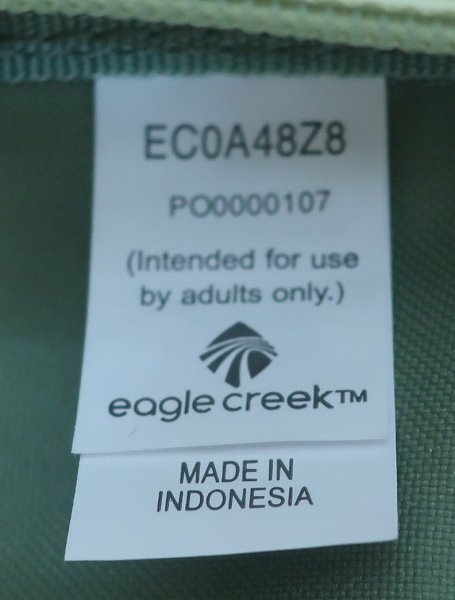 EC0A48Z8
PO0000107
(Intended for use
by adults only.)
eagle creek™
MADE IN
INDONESIA